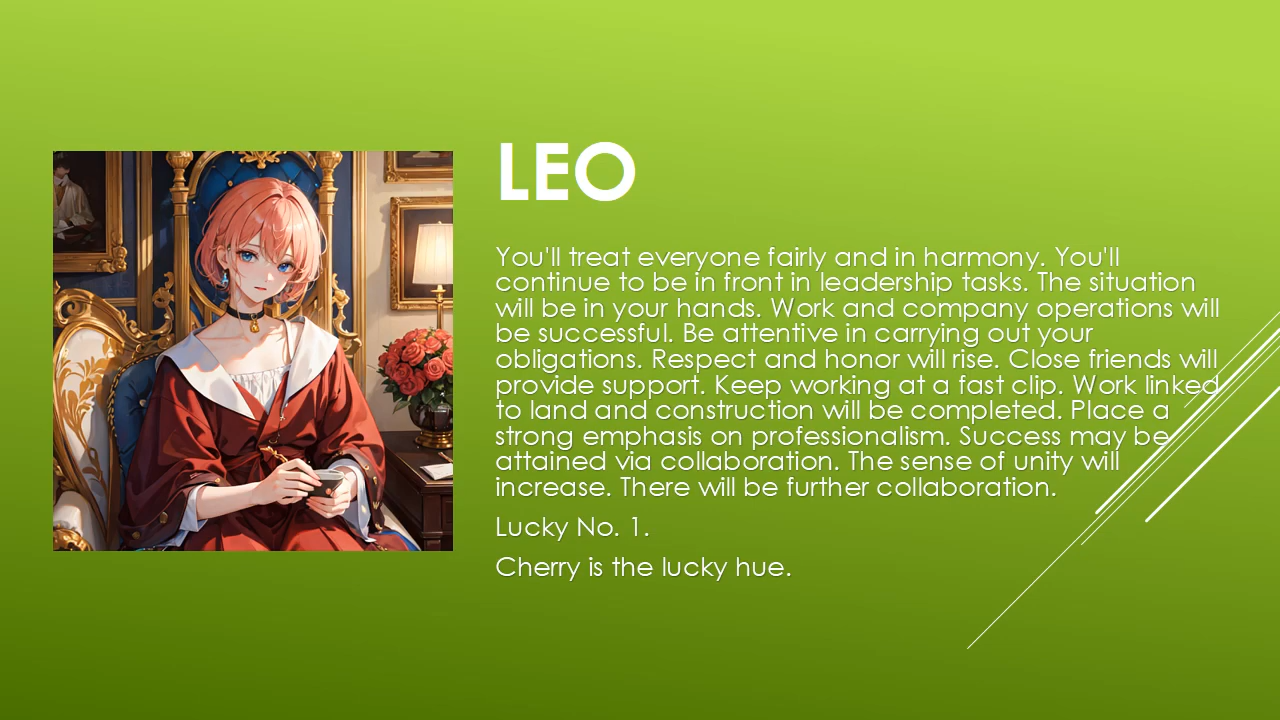 LEO
You'll treat everyone fairly and in harmony. You'll
continue to be in front in leadership tasks. The situation
will be in your hands. Work and company operations will
be successful. Be attentive in carrying out your
obligations. Respect and honor will rise. Close friends will
provide support. Keep working at a fast clip. Work linked
to land and construction will be completed. Place a
strong emphasis on professionalism. Success may be
attained via collaboration. The sense of unity will
increase. There will be further collaboration.
Lucky No. 1.
Cherry is the lucky hue.